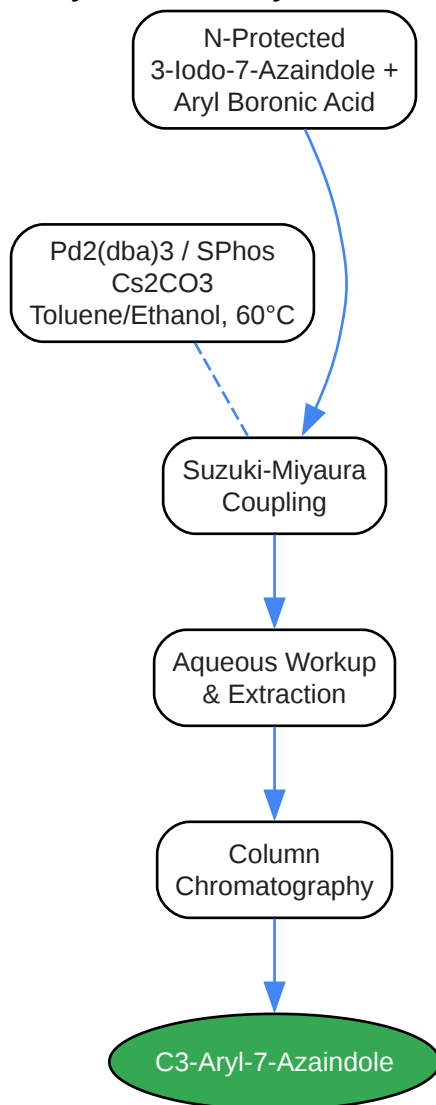 N-Protected
3-Iodo-7-Azaindole +
Aryl Boronic Acid
Pd2(dba)3 / SPhos
Cs2CO3
Toluene/Ethanol, 60°C
Suzuki-Miyaura
Coupling
Aqueous Workup
& Extraction
Column
Chromatography
C3-Aryl-7-Azaindole